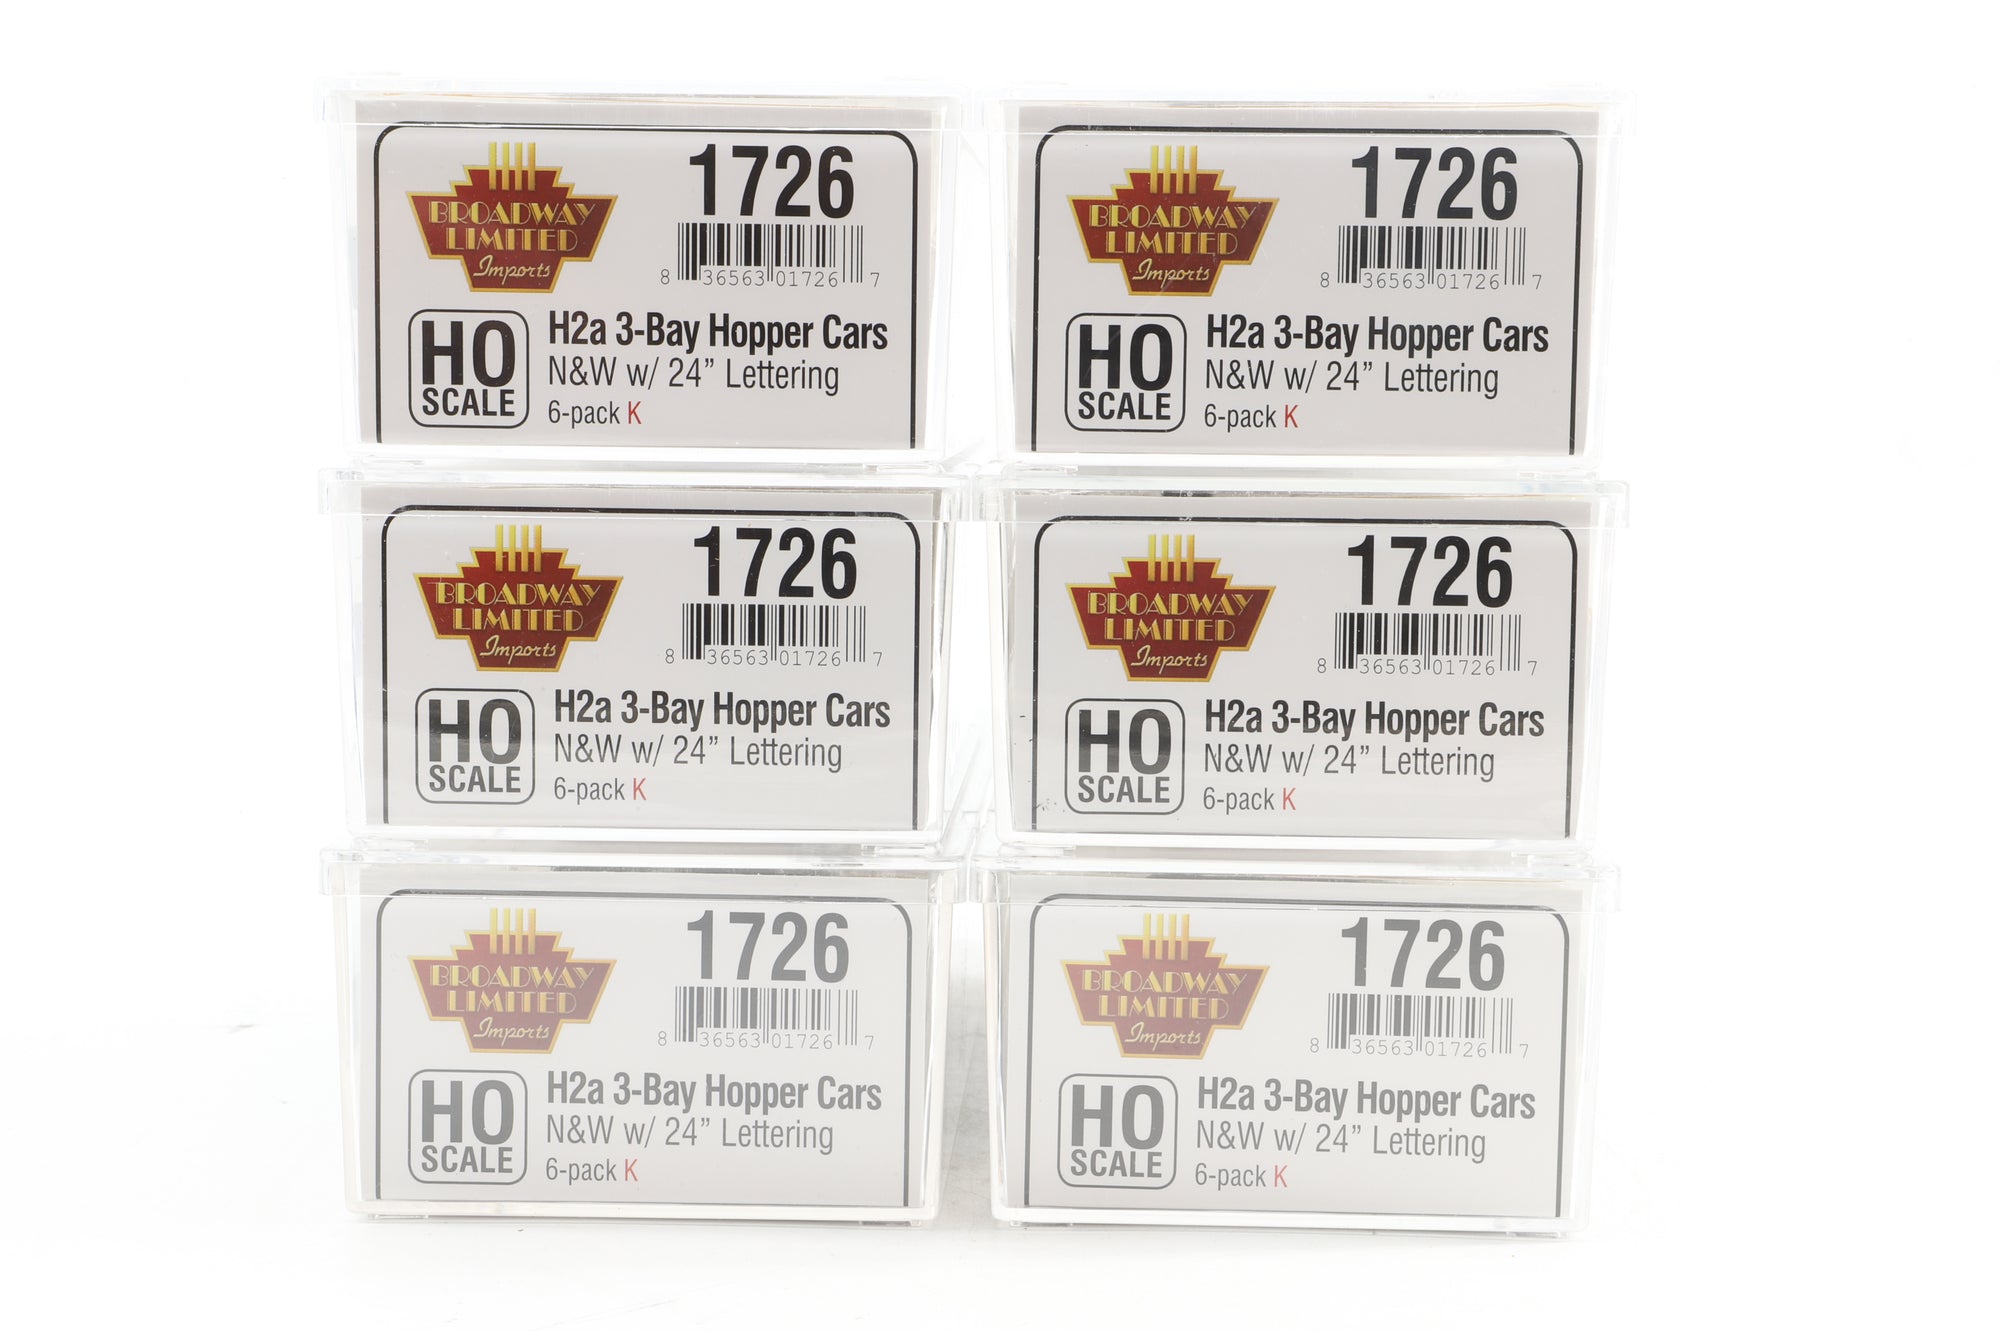 BROADWAY
LIMITED
Imports
1726
8 36563 01726 7
HO
SCALE
H2a 3-Bay Hopper Cars
N&W w/ 24” Lettering
6-pack K
BROADWAY
LIMITED
Imports
1726
8 36563 01726 7
HO
SCALE
H2a 3-Bay Hopper Cars
N&W w/ 24” Lettering
6-pack K
BROADWAY
LIMITED
Imports
1726
8 36563 01726 7
HO
SCALE
H2a 3-Bay Hopper Cars
N&W w/ 24” Lettering
6-pack K
BROADWAY
LIMITED
Imports
1726
8 36563 01726 7
HO
SCALE
H2a 3-Bay Hopper Cars
N&W w/ 24” Lettering
6-pack K
BROADWAY
LIMITED
Imports
1726
8 36563 01726 7
HO
SCALE
H2a 3-Bay Hopper Cars
N&W w/ 24” Lettering
6-pack K
BROADWAY
LIMITED
Imports
1726
8 36563 01726 7
HO
SCALE
H2a 3-Bay Hopper Cars
N&W w/ 24” Lettering
6-pack K